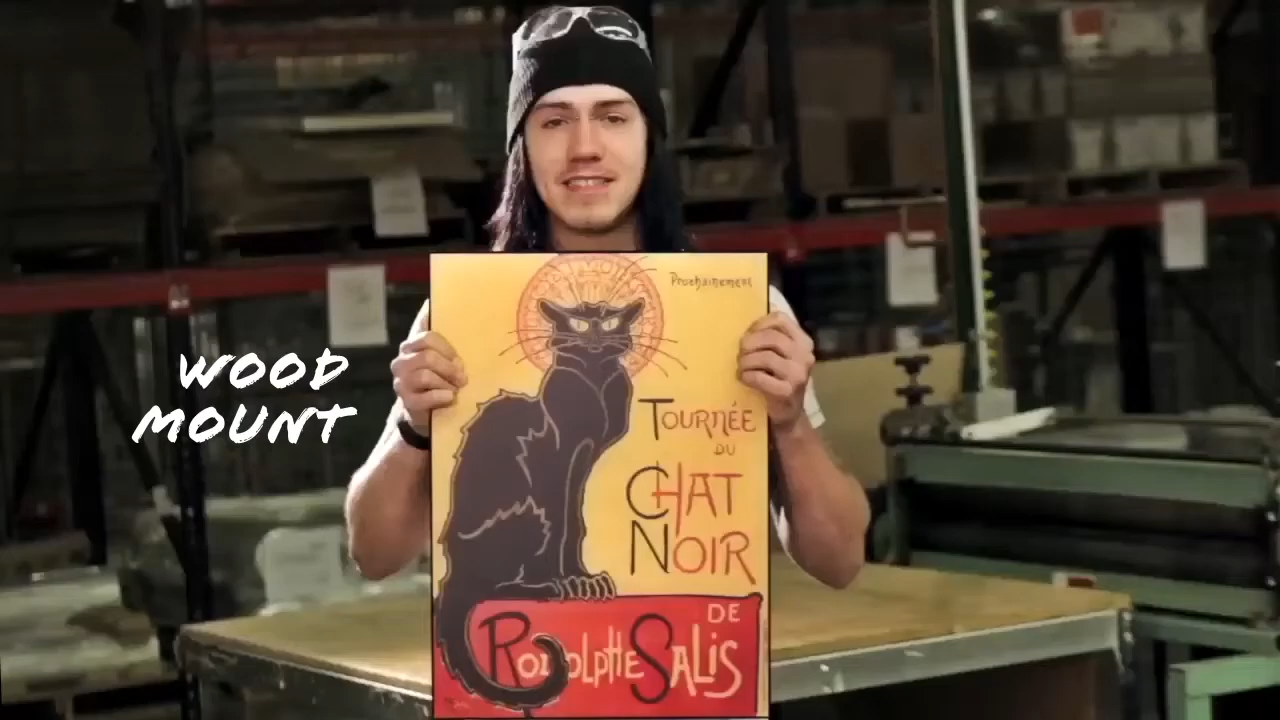 WOOD
MOUNT
Prochainement
TOURNÉE
DU
CHAT
NOIR
DE
RODOLPHE SALIS